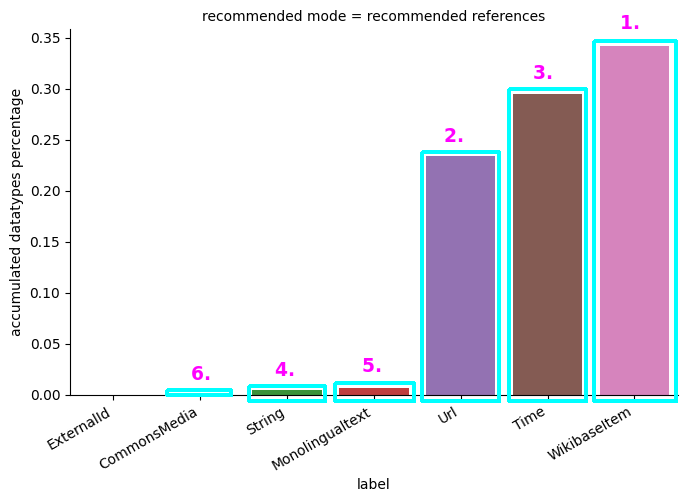 recommended mode = recommended references
1.
0.35
3.
0.30
2.
0.25
0.20
0.15
0.10
0.05
6.
4.
5.
0.00
accumulated datatypes percentage
ExternalId
CommonsMedia
String
Monolingualtext
Url
Time
WikibaseItem
label